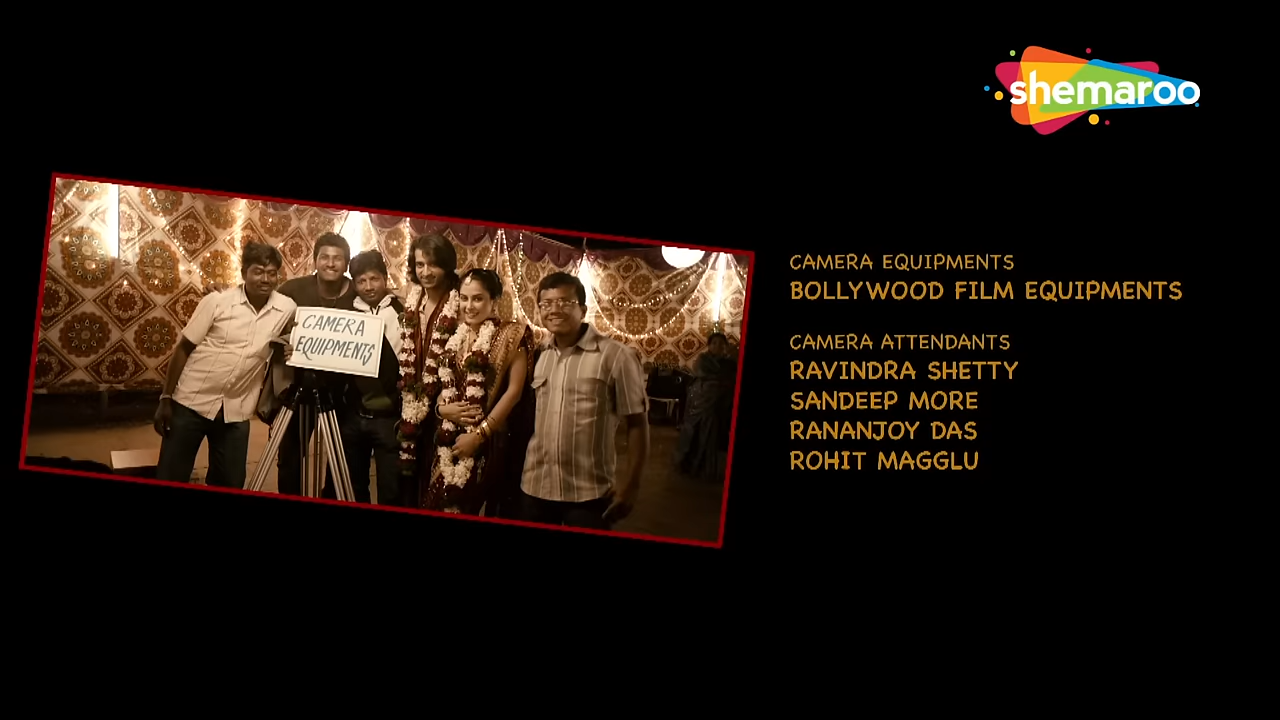 shemaroo
CAMERA
EQUIPMENTS
CAMERA EQUIPMENTS
BOLLYWOOD FILM EQUIPMENTS
CAMERA ATTENDANTS
RAVINDRA SHETTY
SANDEEP MORE
RANANJOY DAS
ROHIT MAGGLU